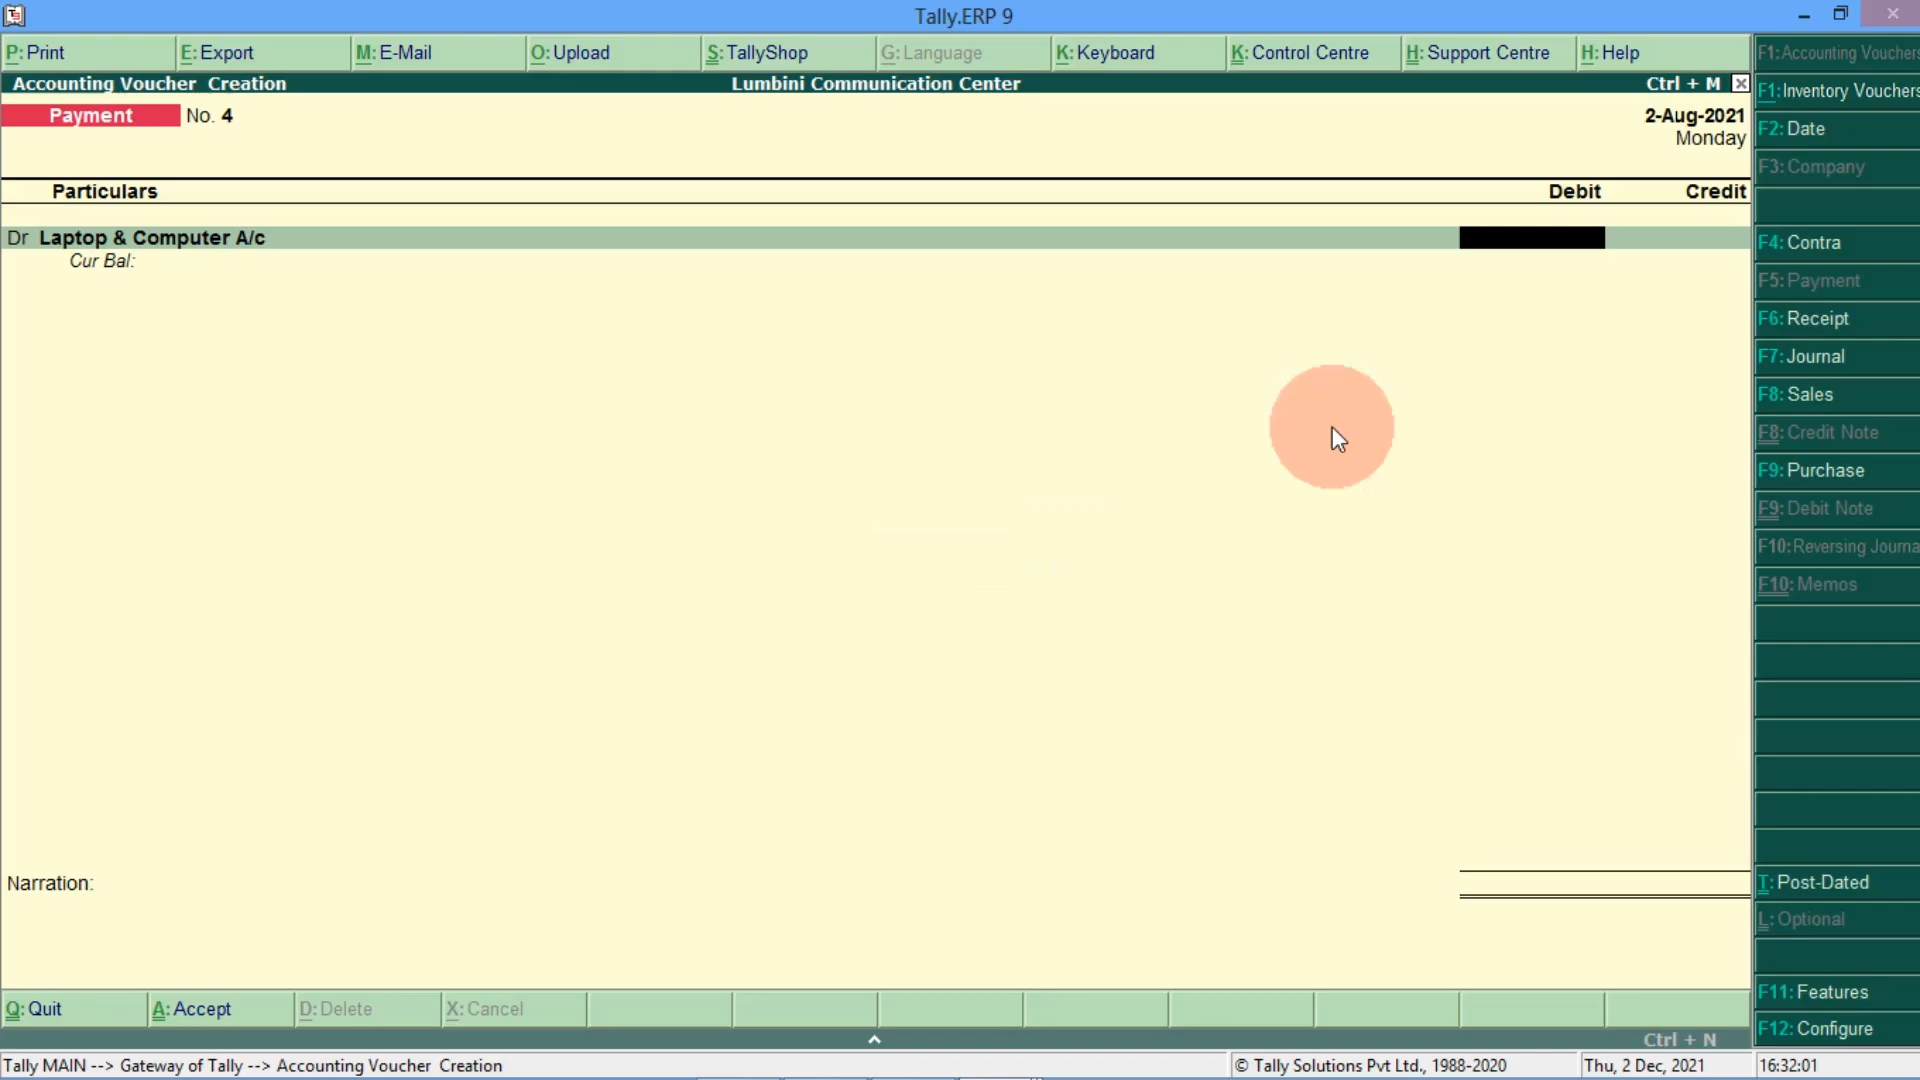 Tally.ERP 9
P: Print E: Export M: E-Mail O: Upload S: TallyShop G: Language K: Keyboard K: Control Centre H: Support Centre H: Help
Accounting Voucher Creation Lumbini Communication Center Ctrl + M
Payment No. 4 2-Aug-2021
Monday
Particulars Debit Credit
Dr Laptop & Computer A/c
Cur Bal:
Narration:
F1: Accounting Vouchers
F1: Inventory Vouchers
F2: Date
F3: Company
F4: Contra
F5: Payment
F6: Receipt
F7: Journal
F8: Sales
F8: Credit Note
F9: Purchase
F9: Debit Note
F10: Reversing Journa
F10: Memos
T: Post-Dated
L: Optional
F11: Features
F12: Configure
Q: Quit A: Accept D: Delete X: Cancel
Ctrl + N
Tally MAIN --> Gateway of Tally --> Accounting Voucher Creation © Tally Solutions Pvt Ltd., 1988-2020 Thu, 2 Dec, 2021 16:32:01